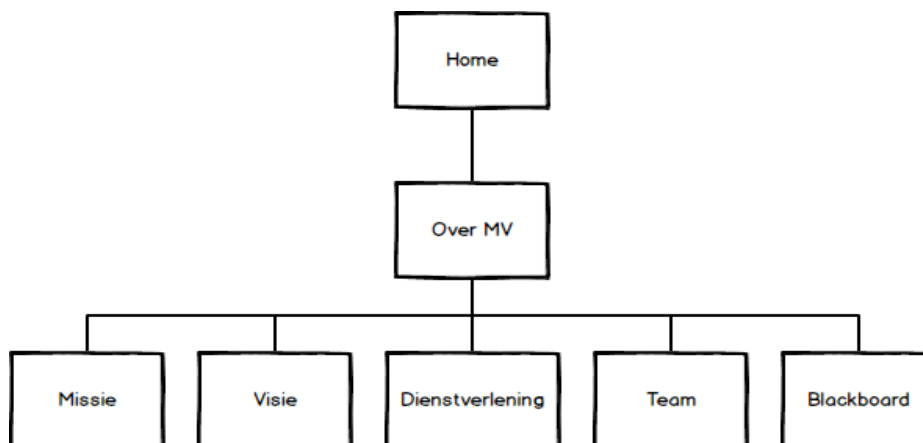 Home
Over MV
Missie
Visie
Dienstverlening
Team
Blackboard